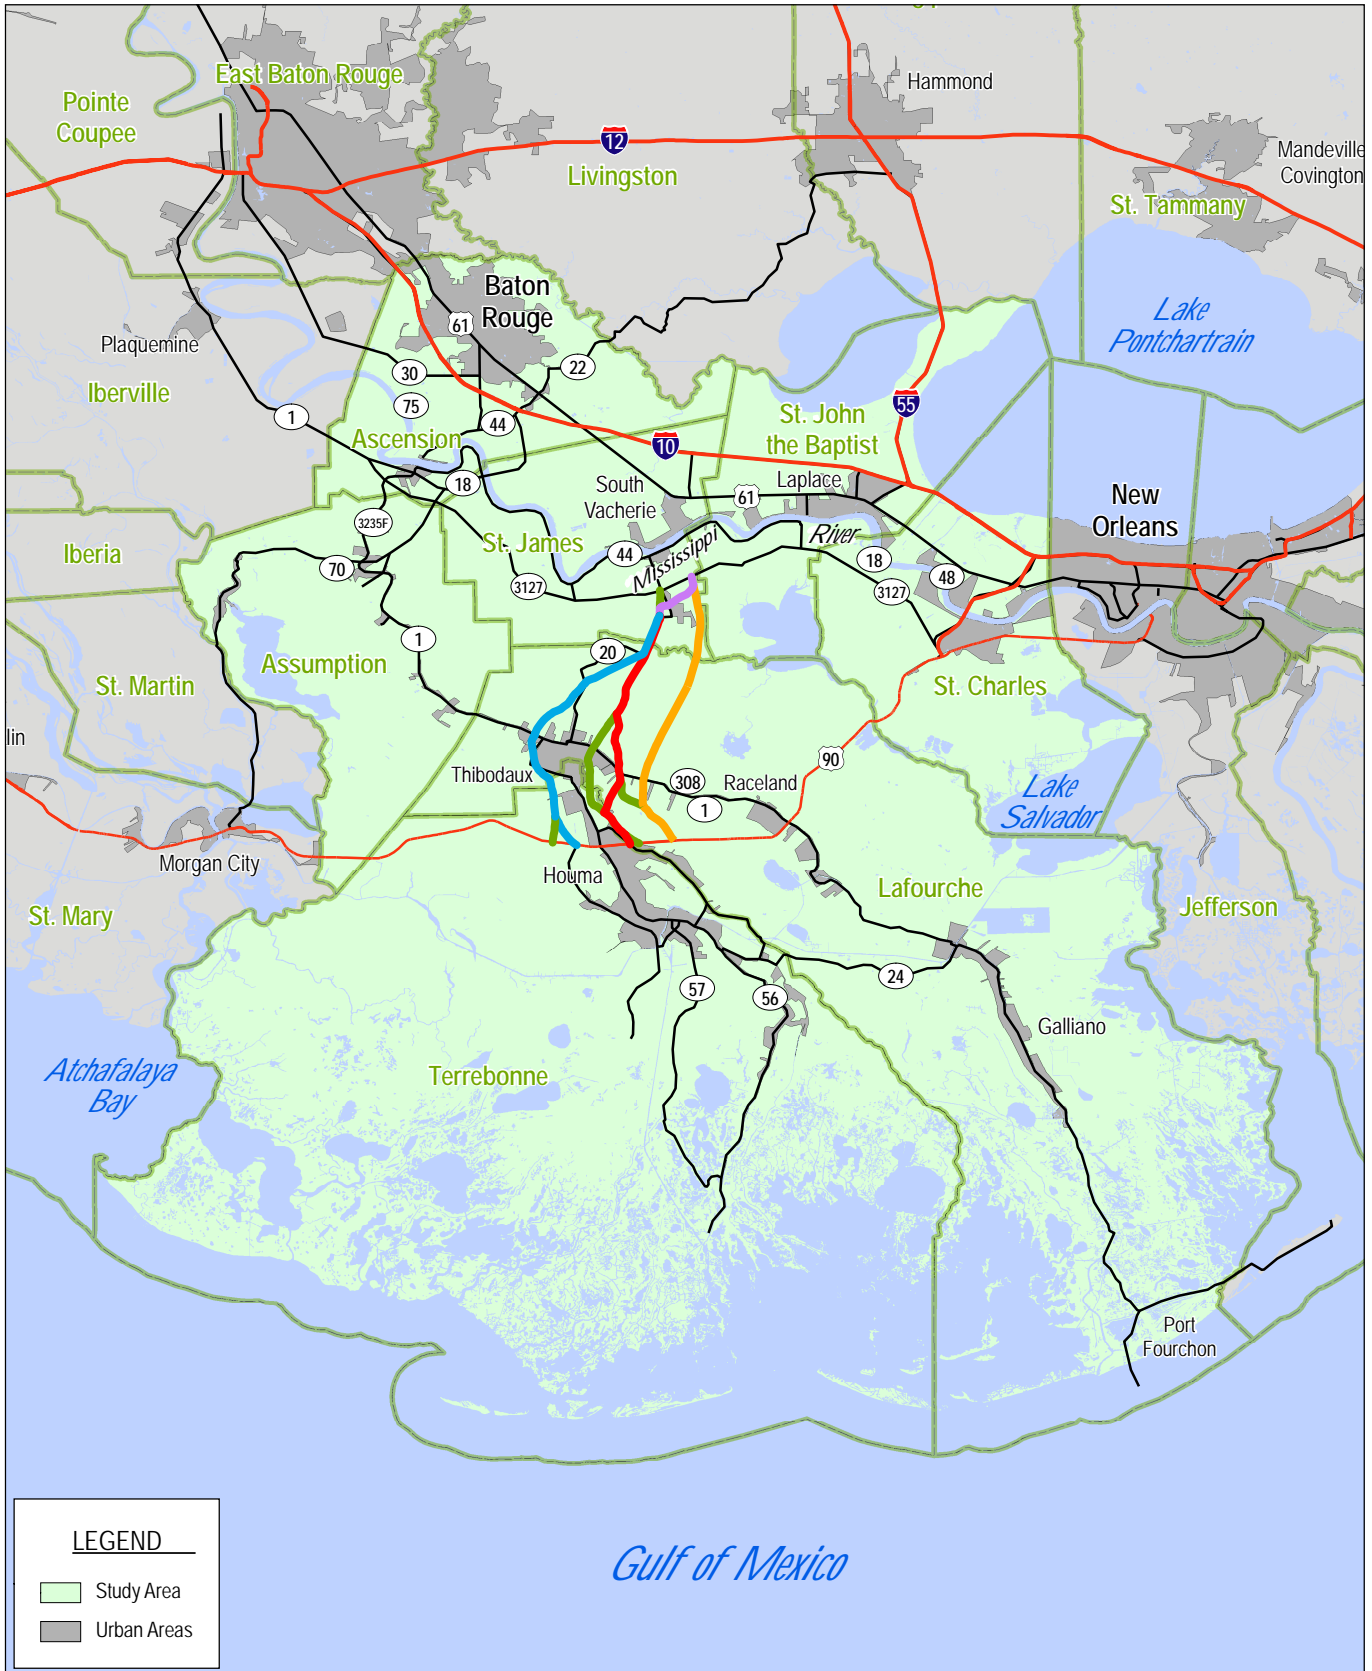 Hammond
East Baton Rouge
Pointe
Coupee
12
Mandeville
Covington
Livingston
St. Tammany
Baton
Rouge
61
Lake
Pontchartrain
Plaquemine
22
30
Iberville
75
55
1
44
St. John
the Baptist
Ascension
10
18
South
Vacherie
Laplace
61
New
Orleans
3235F
St. James
River
Iberia
44
Mississippi
18
70
48
3127
3127
1
20
Assumption
St. Martin
St. Charles
lin
90
Thibodaux
308
Raceland
Lake
Salvador
1
Morgan City
Houma
Lafourche
St. Mary
Jefferson
24
57
56
Galliano
Atchafalaya
Bay
Terrebonne
Port
Fourchon
LEGEND
Study Area
Urban Areas
Gulf of Mexico